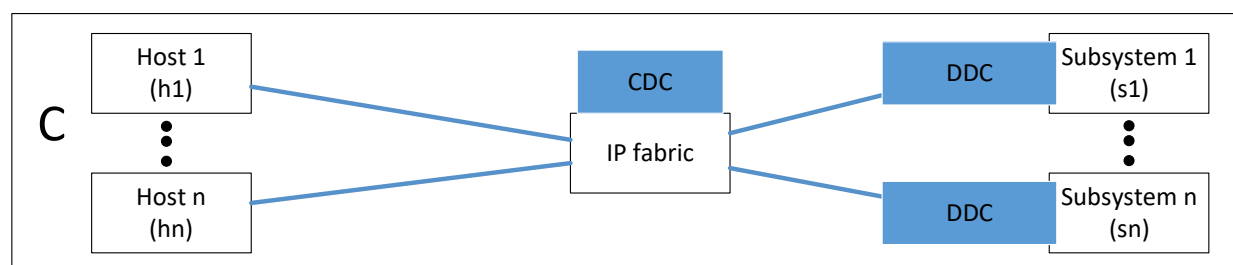 C
Host 1
(h1)
Host n
(hn)
CDC
IP fabric
DDC
Subsystem 1
(s1)
DDC
Subsystem n
(sn)